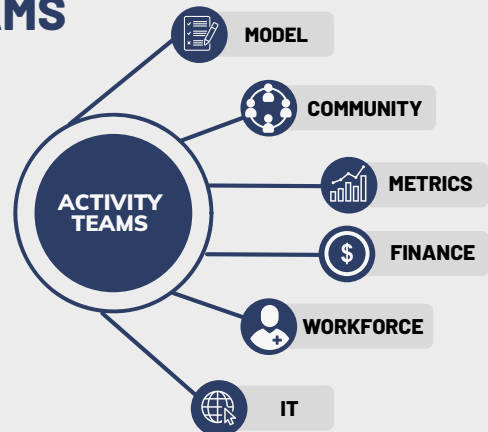 AMS
MODEL
COMMUNITY
METRICS
ACTIVITY
TEAMS
$
FINANCE
WORKFORCE
IT